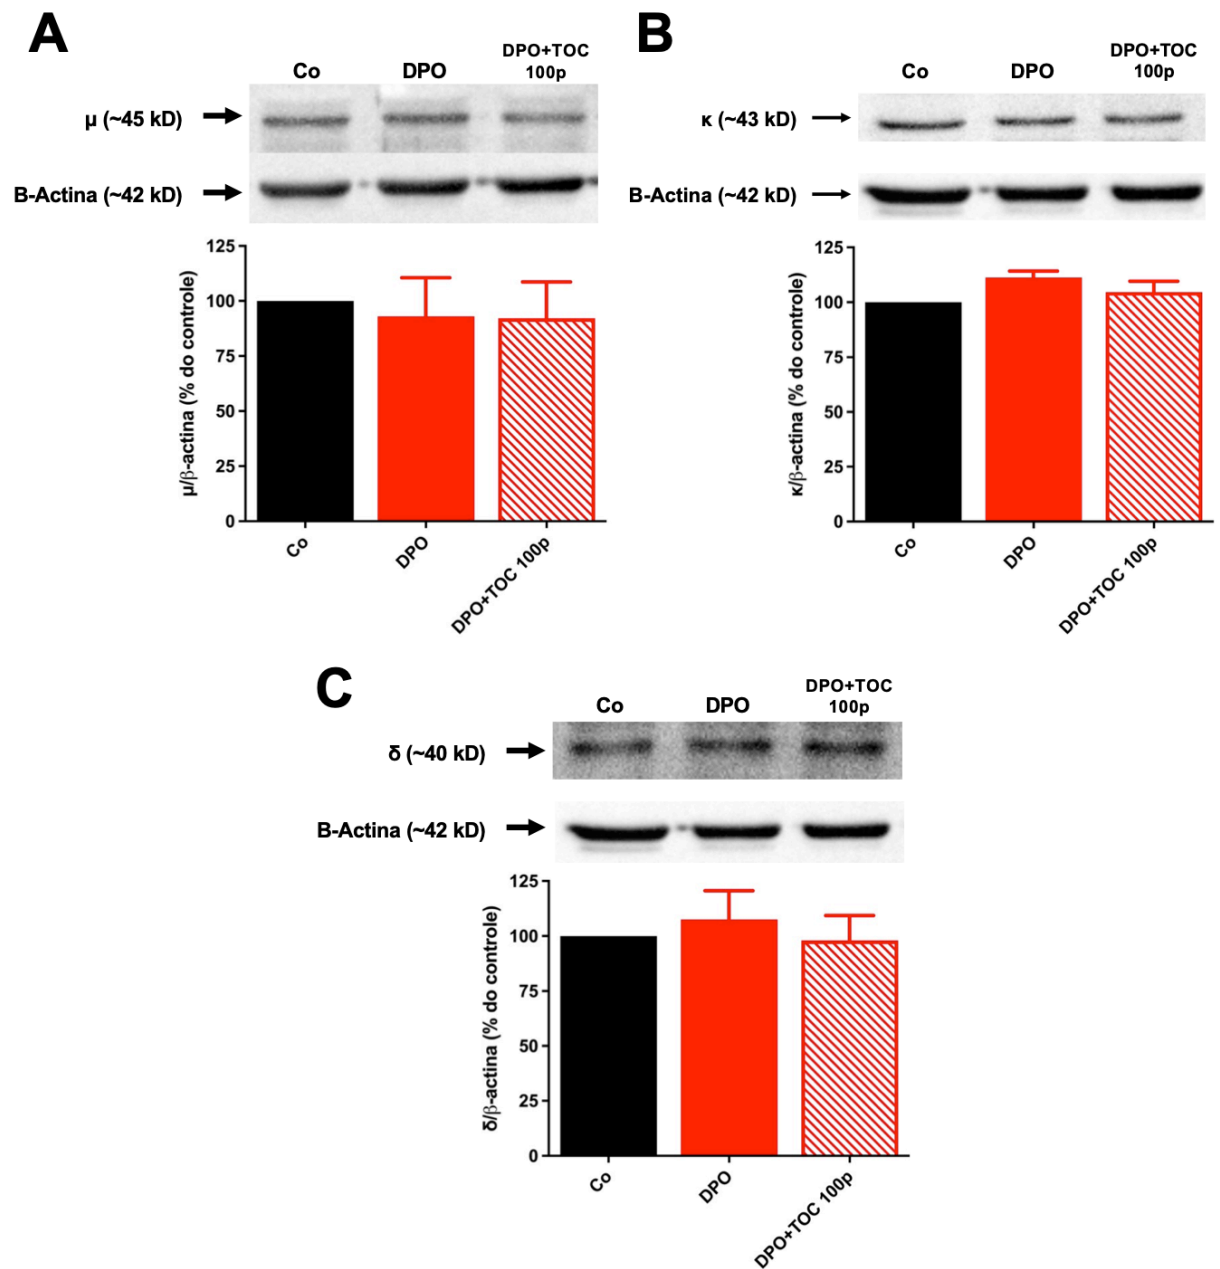 A
Co
DPO
DPO+TOC
100p
μ (~45 kD)
B-Actina (~42 kD)
125
100
75
50
25
0
μ/β-actina (% do controle)
Co
DPO
DPO+TOC 100p
B
Co
DPO
DPO+TOC
100p
κ (~43 kD)
B-Actina (~42 kD)
125
100
75
50
25
0
κ/β-actina (% do controle)
Co
DPO
DPO+TOC 100p
C
Co
DPO
DPO+TOC
100p
δ (~40 kD)
B-Actina (~42 kD)
125
100
75
50
25
0
δ/β-actina (% do controle)
Co
DPO
DPO+TOC 100p